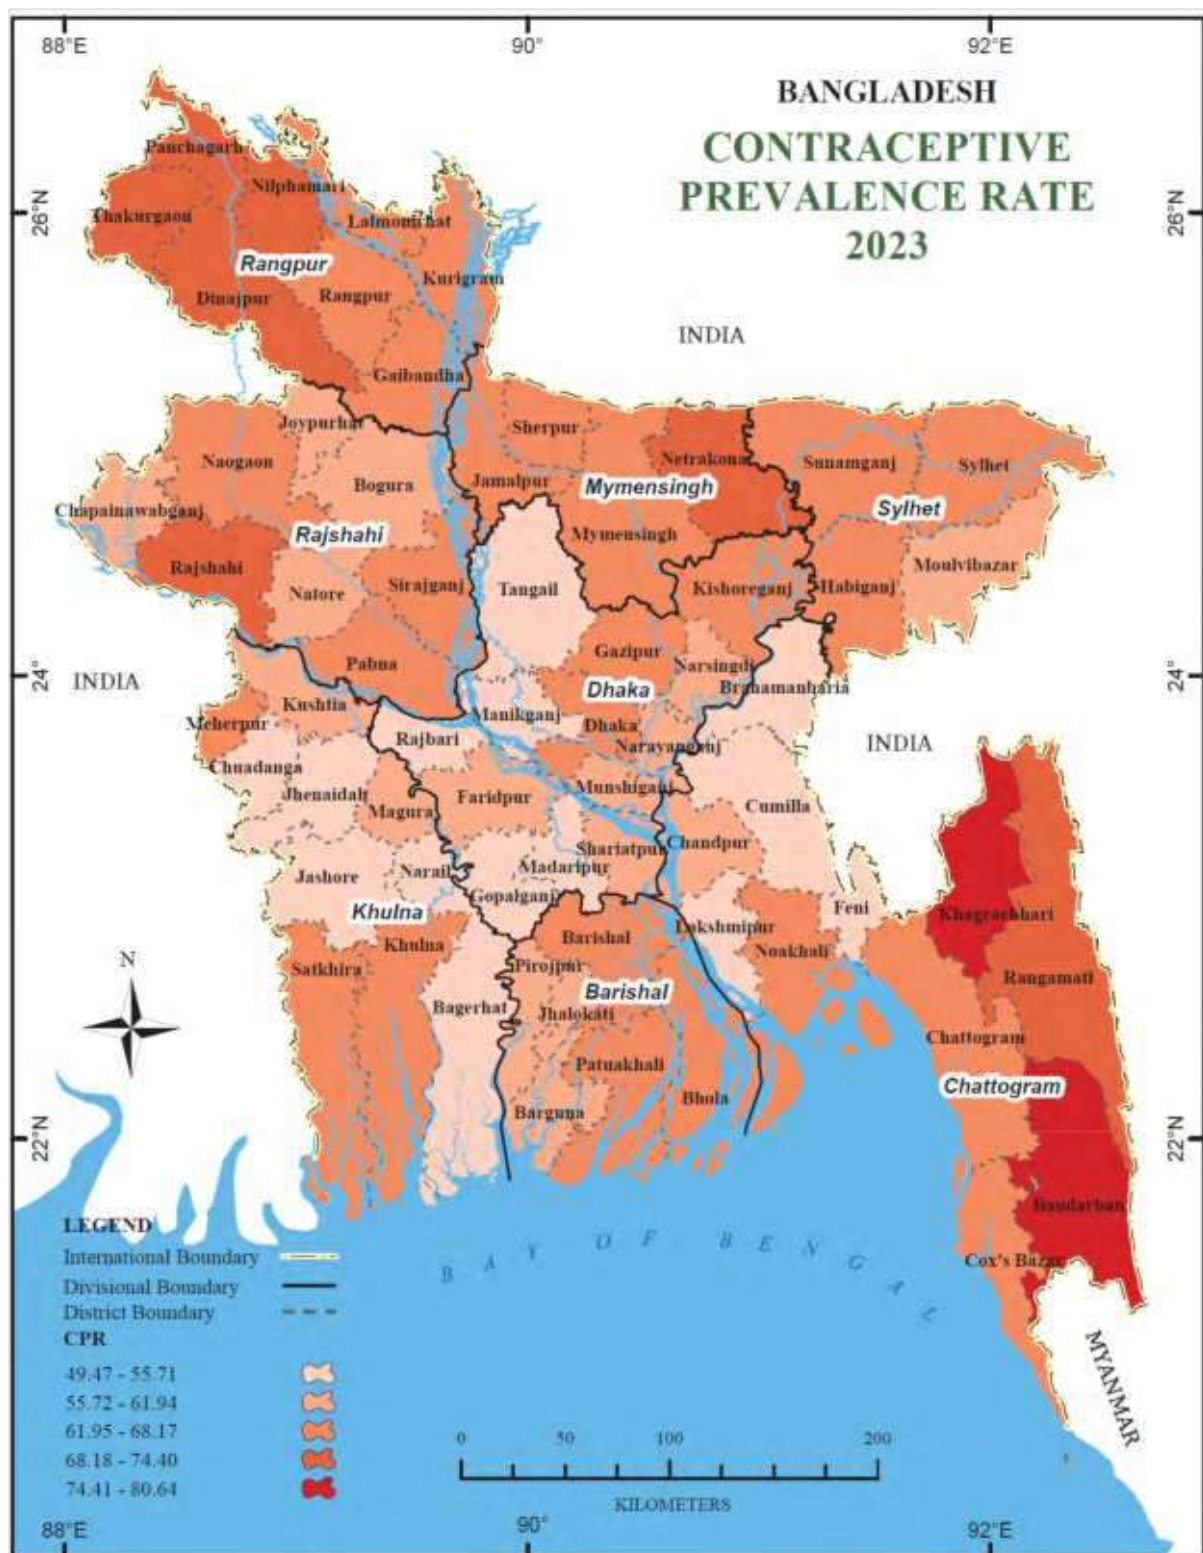 88°E
90°
92°E
BANGLADESH
CONTRACEPTIVE
PREVALENCE RATE
2023
26°N
26°N
Panchagarh
Nilphamari
Thakurgaon
Lalmonirhat
Rangpur
Kurigram
Dinajpur
Rangpur
INDIA
Gaibandha
Joypurhat
Sherpur
Naogaon
Netrakona
Sunamganj
Sylhet
Bogura
Jamalpur
Mymensingh
Chapainawabganj
Sylhet
Rajshahi
Mymensingh
Rajshahi
Moulvibazar
Natore
Sirajganj
Tangail
Kishoreganj
Habiganj
Gazipur
Pabna
Narsingdi
INDIA
24°
24°
Dhaka
Brahamanbaria
Kushtia
Meherpur
Manikganj
Dhaka
Rajbari
Narayanganj
INDIA
Chuadanga
Jhenaidah
Munshiganj
Faridpur
Magura
Cumilla
Chandpur
Shariatpur
Madaripur
Jashore
Narail
Gopalganj
Khulna
Feni
Khagrachhari
Lakshmipur
Khulna
Barishal
Noakhali
Satkhira
Pirojpur
Rangamati
N
Barishal
Bagerhat
Jhalokati
Chattogram
Patuakhali
Chattogram
Bhola
Barguna
22°N
22°N
Bandarban
LEGEND
International Boundary
BAY OF BENGAL
Cox's Bazar
Divisional Boundary
District Boundary
CPR
MYANMAR
49.47 - 55.71
55.72 - 61.94
61.95 - 68.17
68.18 - 74.40
74.41 - 80.64
0 50 100 200
KILOMETERS
88°E
90°
92°E